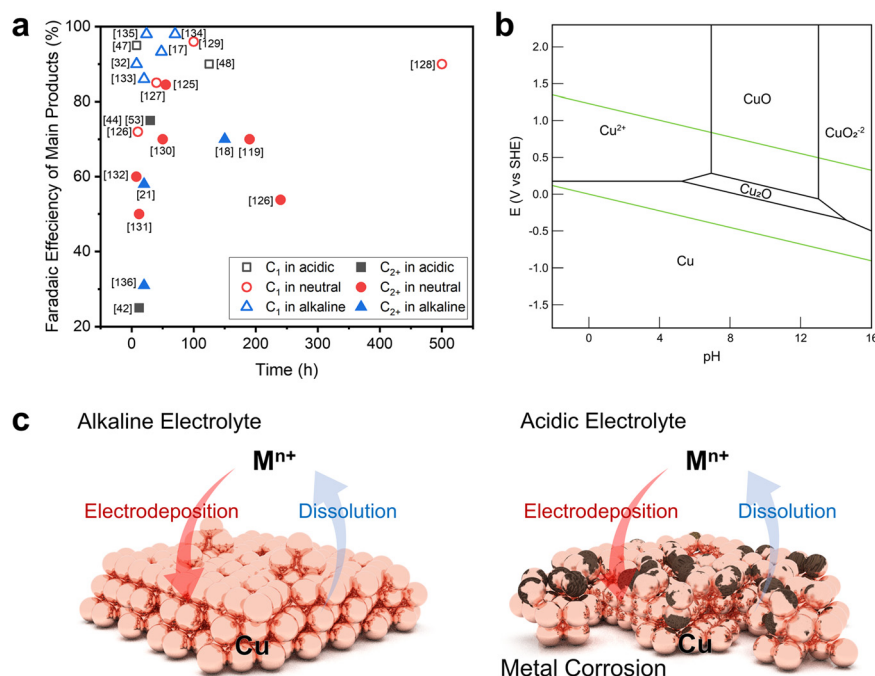 a
Faradaic Effeciency of Main Products (%)
100
80
60
40
20
0
100
200
300
400
500
Time (h)
[135]
[134]
[47]
[129]
[17]
[32]
[48]
[128]
[133]
[125]
[127]
[44] [53]
[126]
[130]
[18]
[119]
[132]
[21]
[126]
[131]
[136]
[42]
C₁ in acidic
C₂₊ in acidic
C₁ in neutral
C₂₊ in neutral
C₁ in alkaline
C₂₊ in alkaline
b
E (V vs SHE)
2.0
1.5
1.0
0.5
0.0
-0.5
-1.0
-1.5
0
4
8
12
16
pH
Cu²⁺
CuO
CuO₂⁻²
Cu₂O
Cu
c
Alkaline Electrolyte
Mⁿ⁺
Electrodeposition
Dissolution
Cu
Acidic Electrolyte
Mⁿ⁺
Electrodeposition
Dissolution
Cu
Metal Corrosion